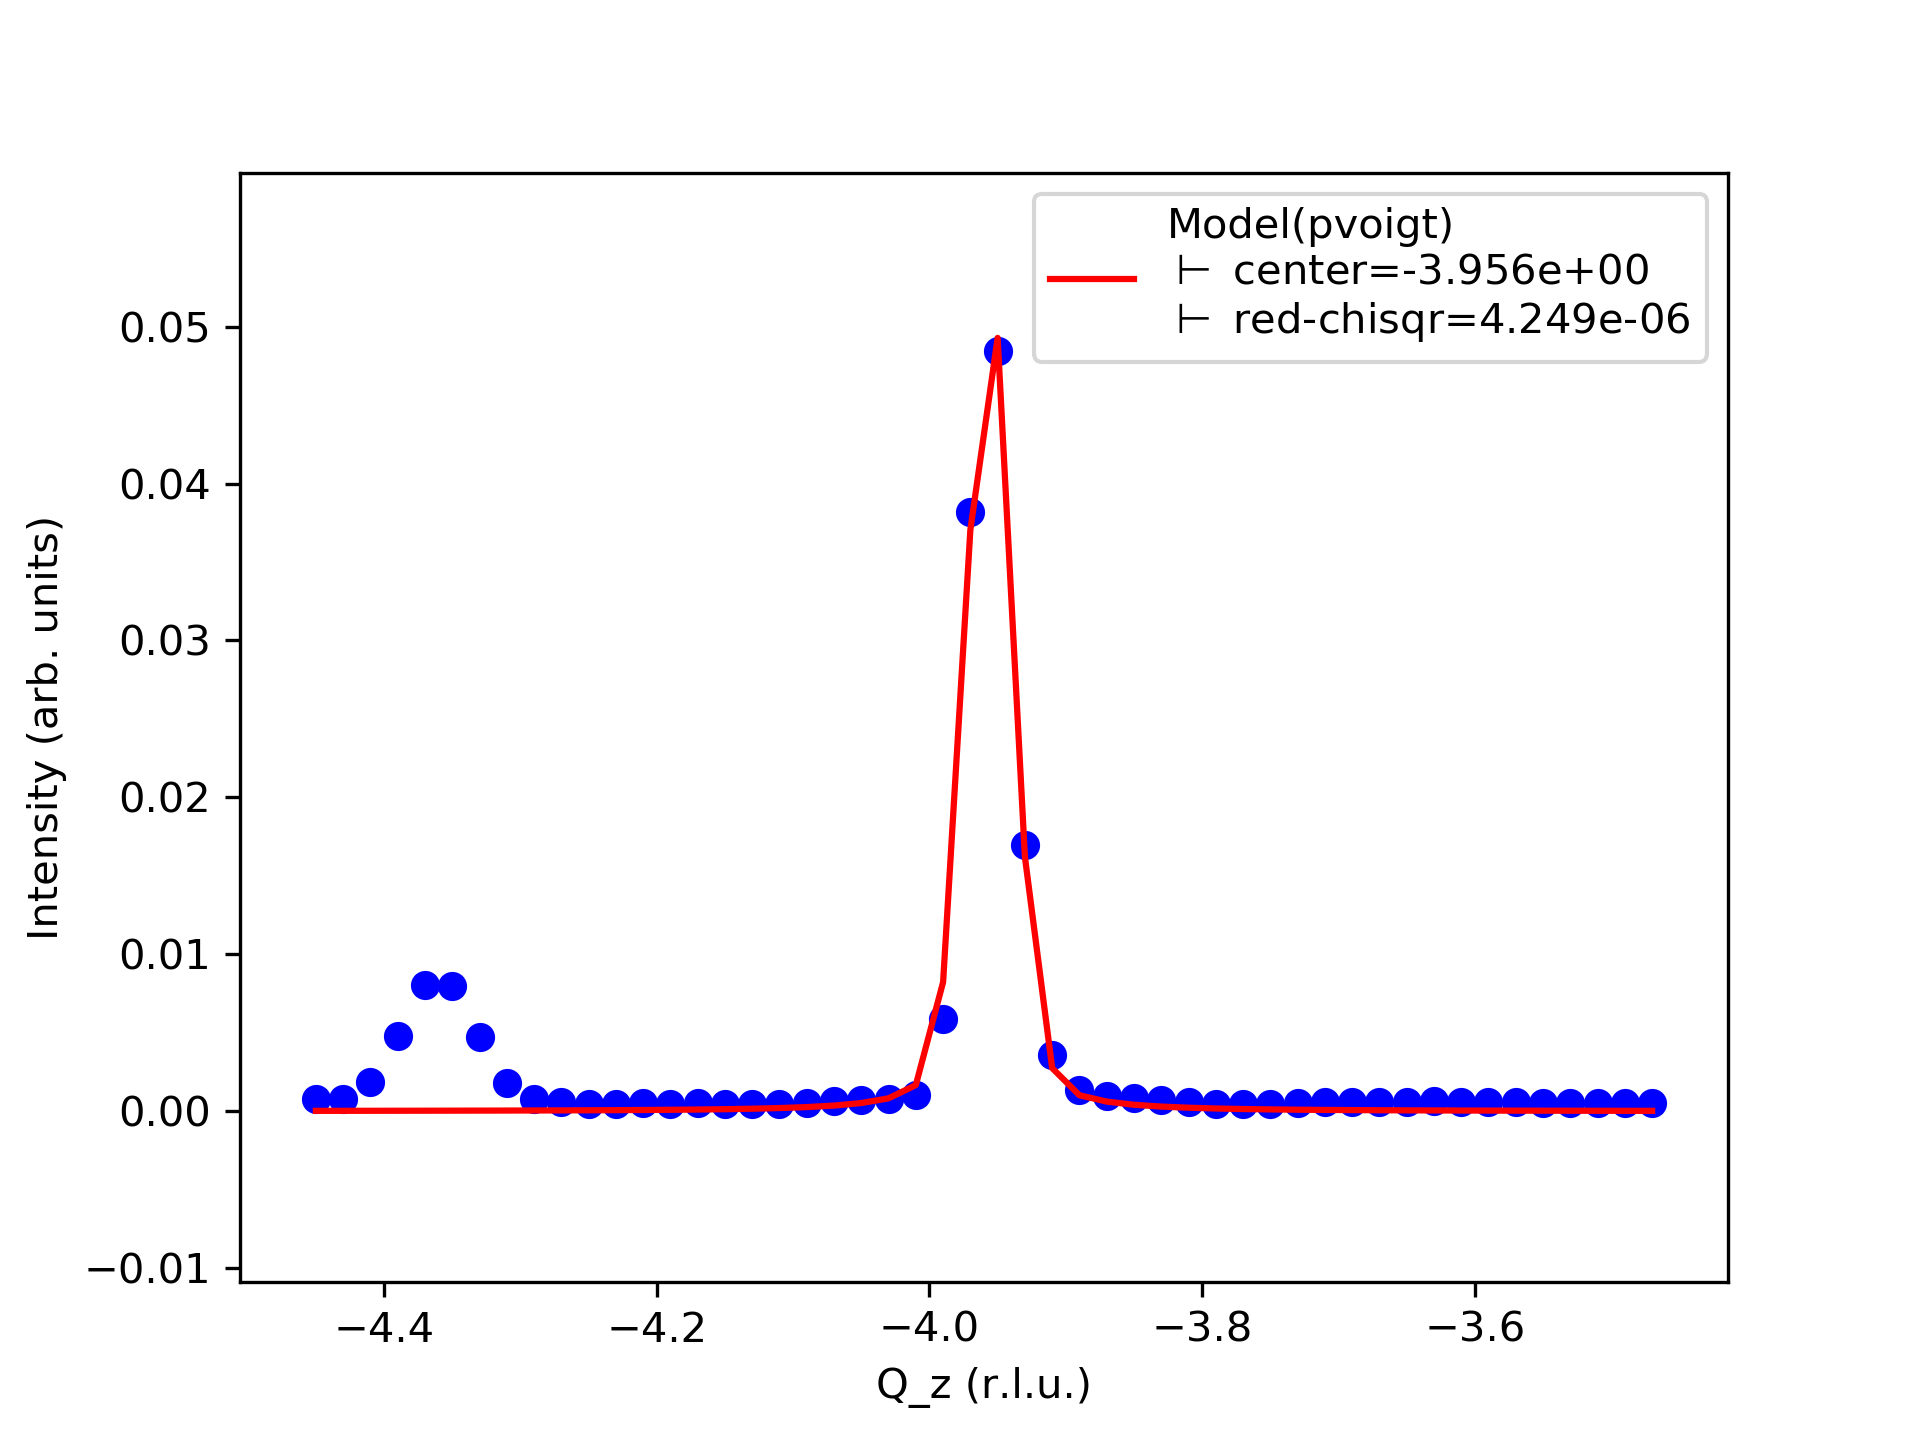 Model(pvoigt)
⊢ center=-3.956e+00
⊢ red-chisqr=4.249e-06
0.05
0.04
0.03
0.02
0.01
0.00
−0.01
Intensity (arb. units)
−4.4 −4.2 −4.0 −3.8 −3.6
Q_z (r.l.u.)